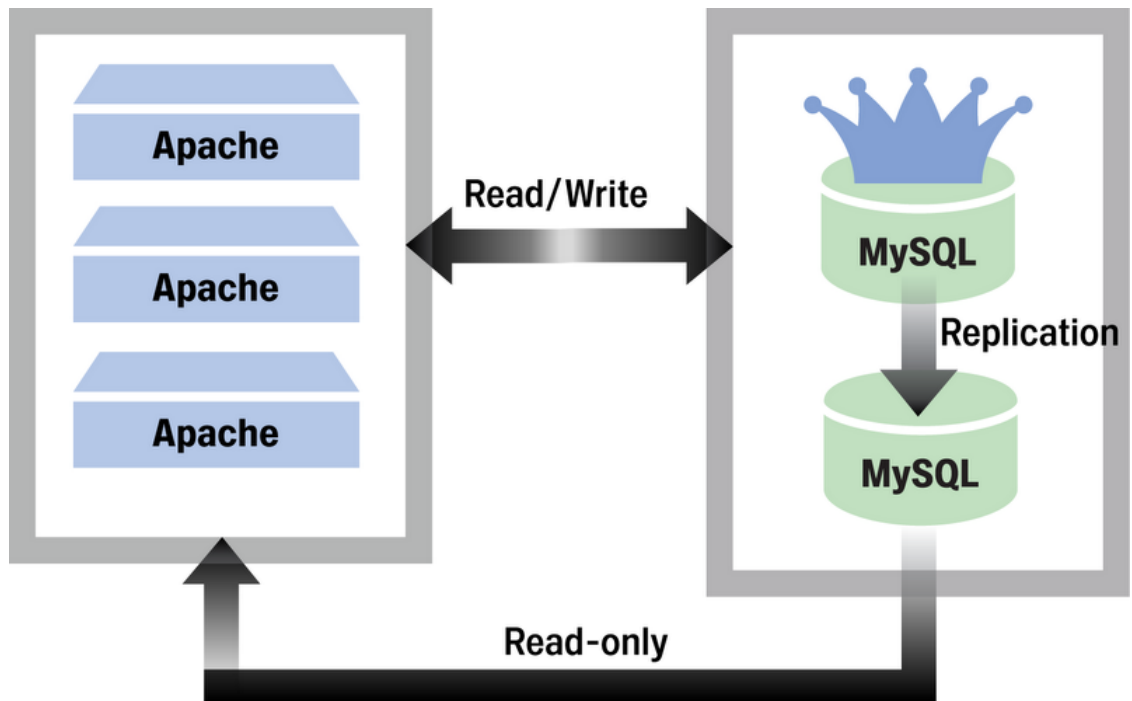 Apache
Apache
Apache
Read/Write
MySQL
Replication
MySQL
Read-only